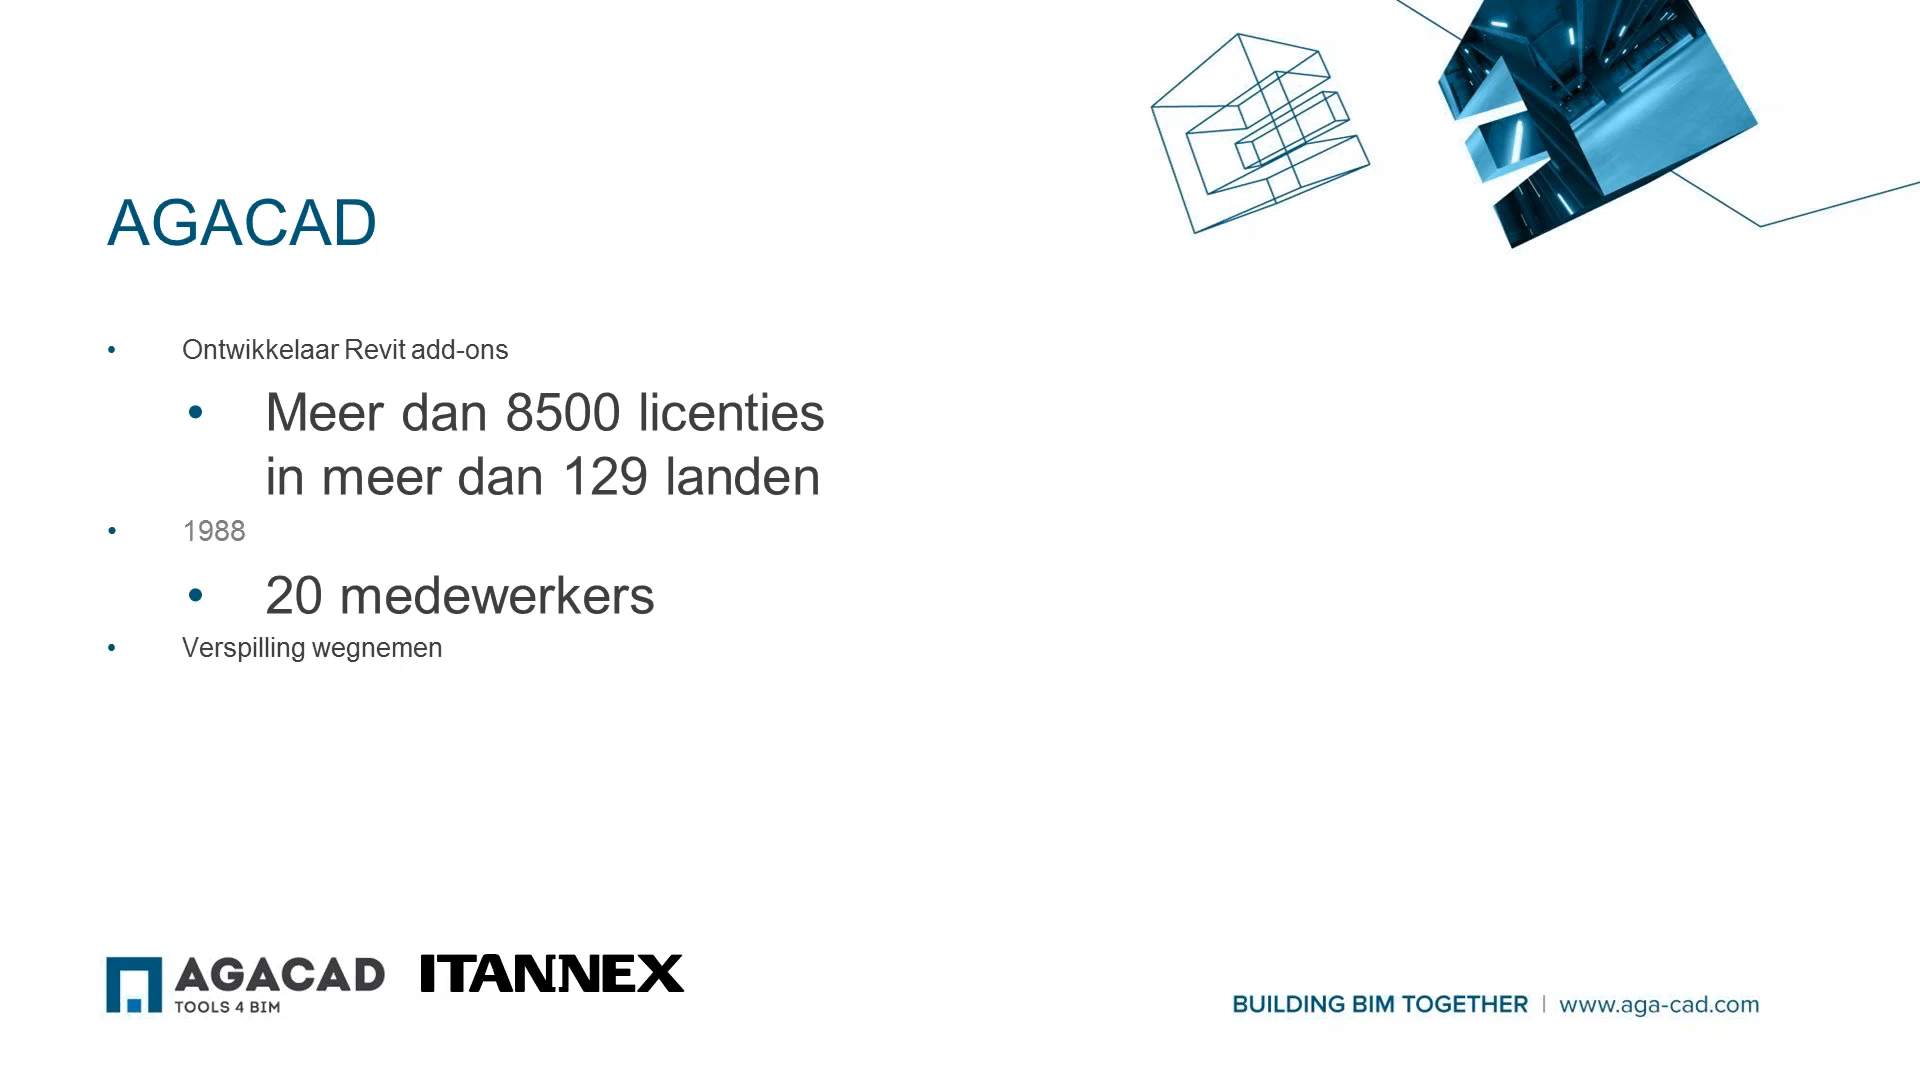 AGACAD
• Ontwikkelaar Revit add-ons
• Meer dan 8500 licenties
in meer dan 129 landen
• 1988
• 20 medewerkers
• Verspilling wegnemen
AGACAD
TOOLS 4 BIM
ITANNEX
BUILDING BIM TOGETHER | www.aga-cad.com